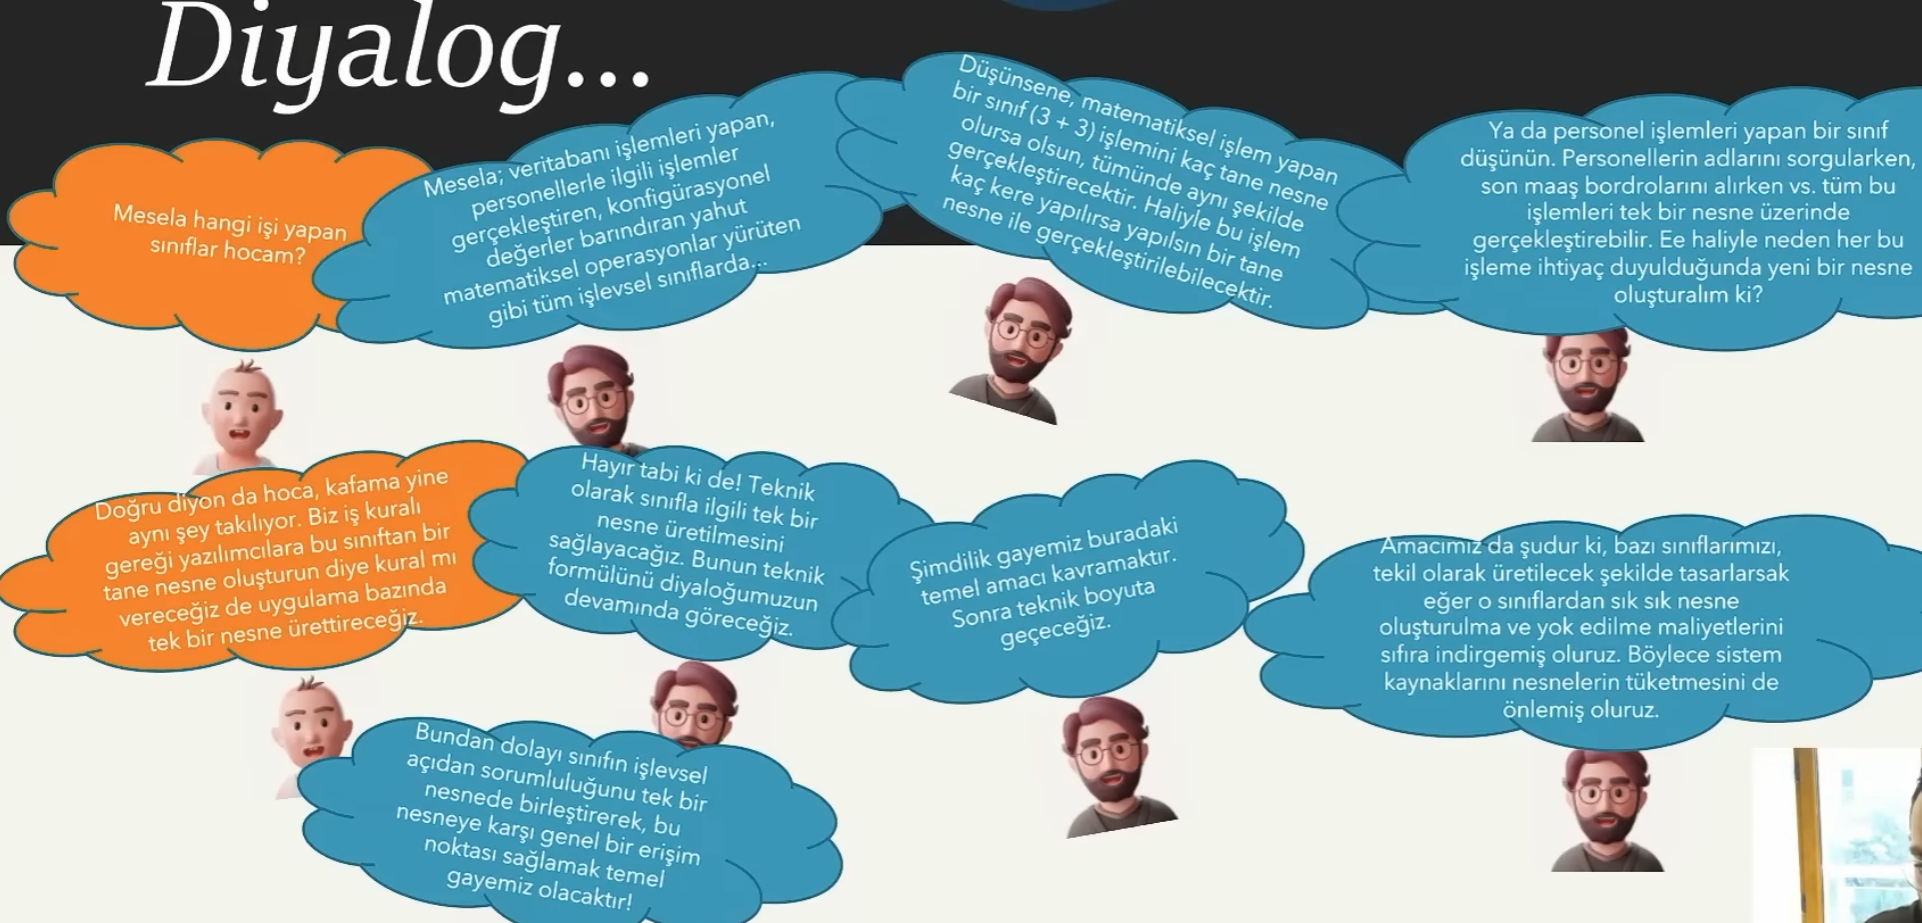 Diyalog...
Mesela hangi işi yapan
sınıflar hocam?
Mesela; veritabanı işlemleri yapan,
personellerle ilgili işlemler
gerçekleştiren, konfigürasyonel
değerler barındıran yahut
matematiksel operasyonlar yürüten
gibi tüm işlevsel sınıflarda...
Düşünsene, matematiksel işlem yapan
bir sınıf (3 + 3) işlemini kaç tane nesne
olursa olsun, tümünde aynı şekilde
gerçekleştirecektir. Haliyle bu işlem
kaç kere yapılırsa yapılsın bir tane
nesne ile gerçekleştirilebilecektir.
Ya da personel işlemleri yapan bir sınıf
düşünün. Personellerin adlarını sorgularken,
son maaş bordrolarını alırken vs. tüm bu
işlemleri tek bir nesne üzerinde
gerçekleştirebilir. Ee haliyle neden her bu
işleme ihtiyaç duyulduğunda yeni bir nesne
oluşturalım ki?
Doğru diyon da hoca, kafama yine
aynı şey takılıyor. Biz iş kuralı
gereği yazılımcılara bu sınıftan bir
tane nesne oluşturun diye kural mı
vereceğiz de uygulama bazında
tek bir nesne ürettireceğiz.
Hayır tabi ki de! Teknik
olarak sınıfla ilgili tek bir
nesne üretilmesini
sağlayacağız. Bunun teknik
formülünü diyaloğumuzun
devamında göreceğiz.
Şimdilik gayemiz buradaki
temel amacı kavramaktır.
Sonra teknik boyuta
geçeceğiz.
Amacımız da şudur ki, bazı sınıflarımızı,
tekil olarak üretilecek şekilde tasarlarsak
eğer o sınıflardan sık sık nesne
oluşturulma ve yok edilme maliyetlerini
sıfıra indirgemiş oluruz. Böylece sistem
kaynaklarını nesnelerin tüketmesini de
önlemiş oluruz.
Bundan dolayı sınıfın işlevsel
açıdan sorumluluğunu tek bir
nesnede birleştirerek, bu
nesneye karşı genel bir erişim
noktası sağlamak temel
gayemiz olacaktır!